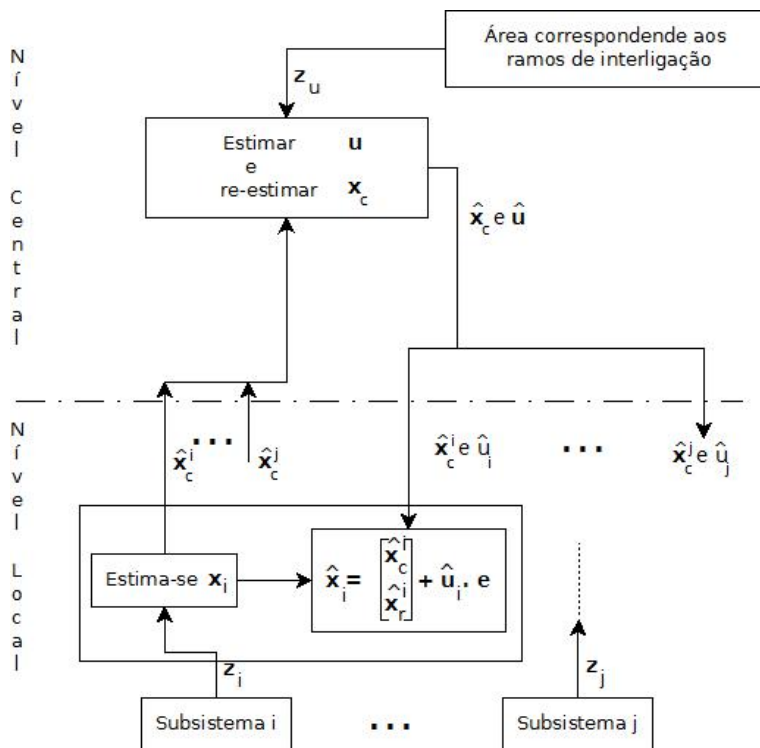 Área correspondende aos
ramos de interligação
z_u
Nível Central
Estimar u
e
re-estimar x_c
x̂_c e û
Nível Local
x̂_c^i
...
x̂_c^j
x̂_c^i e û_i
...
x̂_c^j e û_j
Estima-se x_i
x̂_i = [x̂_c^i x̂_r^i] + û_i. e
z_i
z_j
Subsistema i
...
Subsistema j